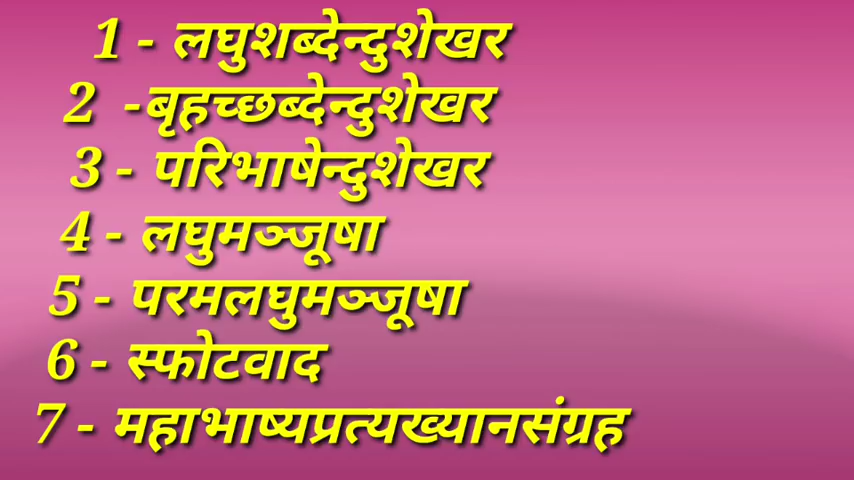 1 - लघुशब्देन्दुशेखर
2 -बृहच्छब्देन्दुशेखर
3 - परिभाषेन्दुशेखर
4 - लघुमञ्जूषा
5 - परमलघुमञ्जूषा
6 - स्फोटवाद
7 - महाभाष्यप्रत्यख्यानसंग्रह